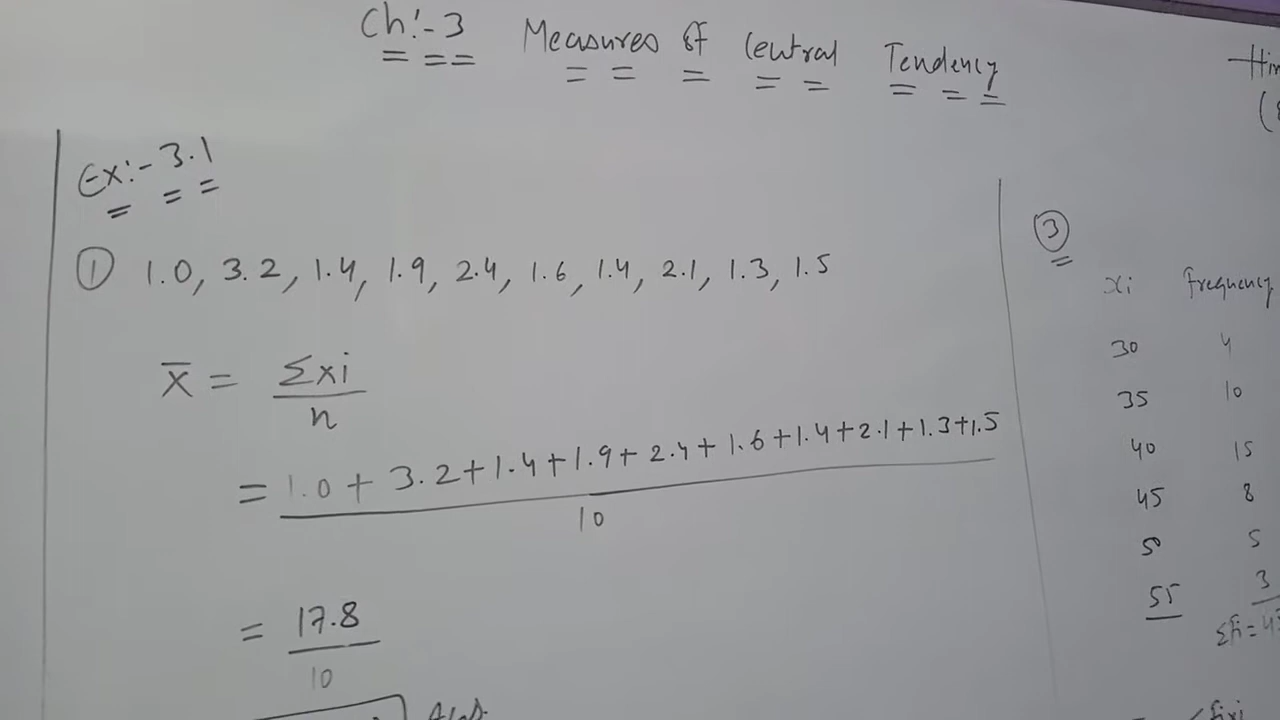 Ch:-3 Measures of Central Tendency
Ex:- 3.1
① 1.0, 3.2, 1.4, 1.9, 2.4, 1.6, 1.4, 2.1, 1.3, 1.5
x̄ = Σxi / n
= 1.0 + 3.2 + 1.4 + 1.9 + 2.4 + 1.6 + 1.4 + 2.1 + 1.3 + 1.5 / 10
= 17.8 / 10
③
xi frequency
30 4
35 10
40 15
45 8
5
55 3
Σfi =